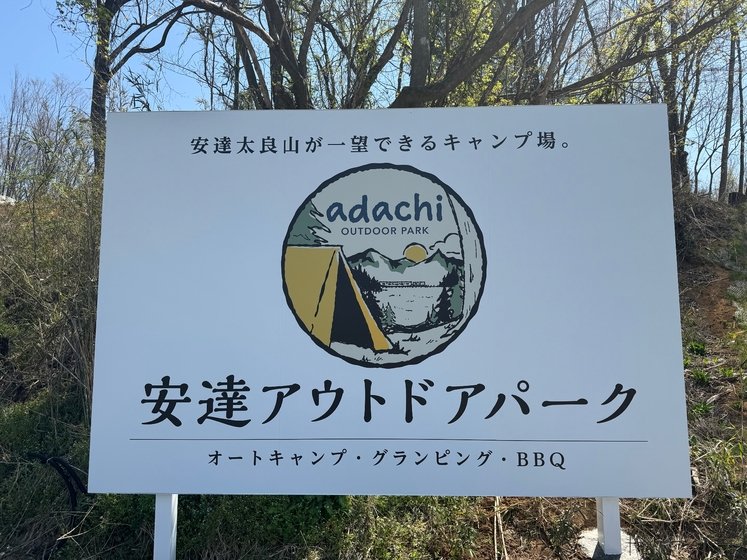 安達太良山が一望できるキャンプ場。
adachi
OUTDOOR PARK
安達アウトドアパーク
オートキャンプ・グランピング・BBQ